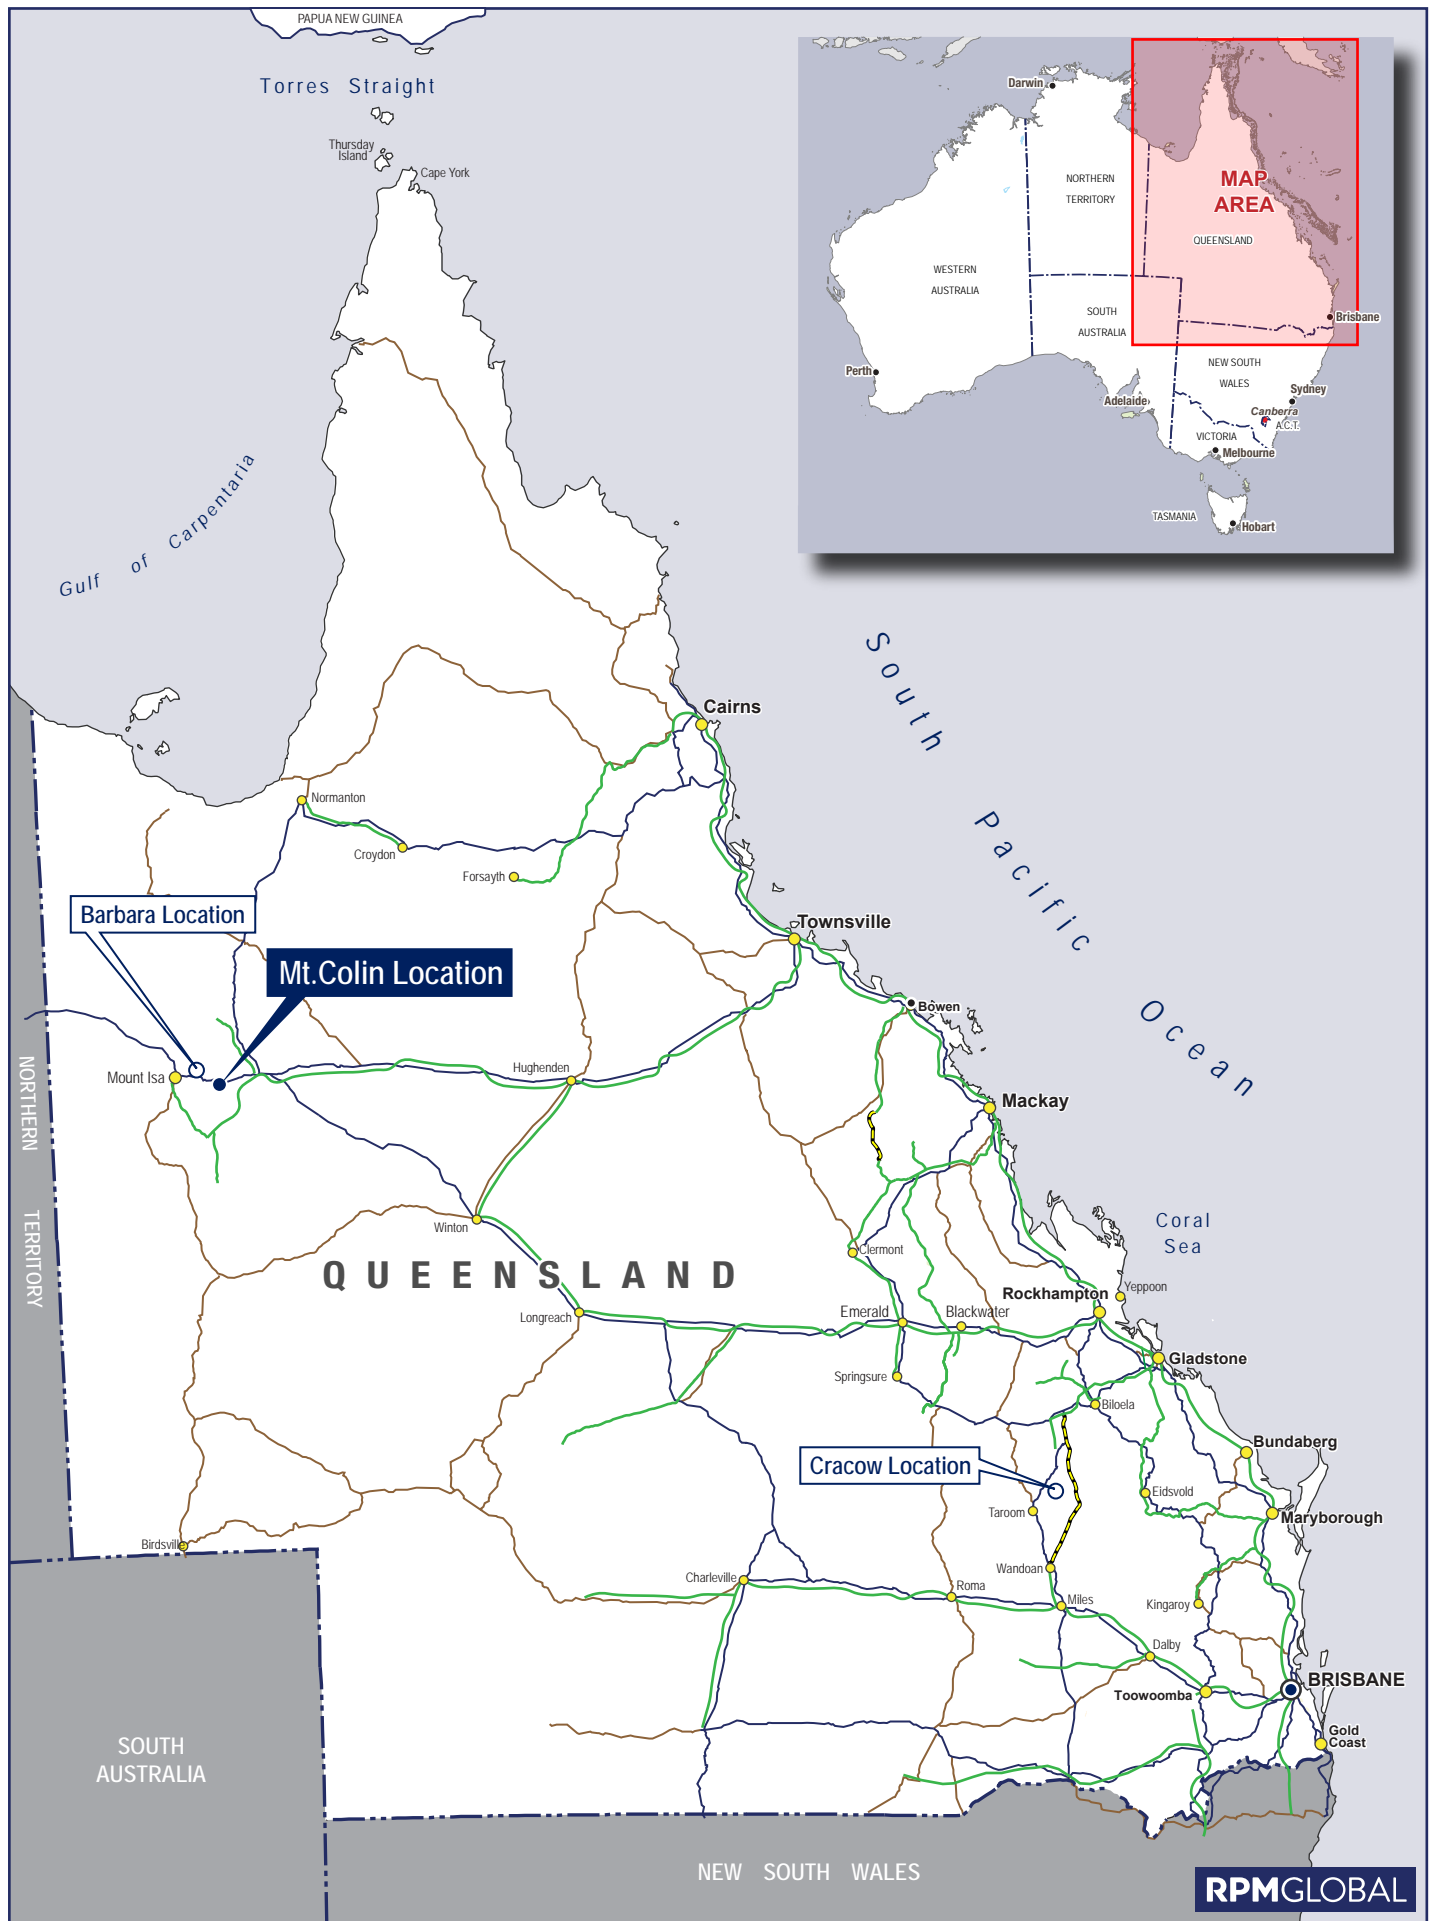 PAPUA NEW GUINEA
Torres Straight
Thursday
Island
Cape York
Gulf of Carpentaria
South Pacific Ocean
Coral
Sea
Darwin
NORTHERN
TERRITORY
MAP
AREA
QUEENSLAND
WESTERN
AUSTRALIA
SOUTH
AUSTRALIA
Brisbane
NEW SOUTH
WALES
Perth
Adelaide
Sydney
Canberra
A.C.T.
VICTORIA
Melbourne
TASMANIA
Hobart
Cairns
Normanton
Croydon
Forsayth
Barbara Location
Mt.Colin Location
Townsville
Bowen
Mount Isa
Hughenden
Mackay
NORTHERN TERRITORY
Winton
Clermont
QUEENSLAND
Yeppoon
Rockhampton
Longreach
Emerald
Blackwater
Gladstone
Springsure
Biloela
Bundaberg
Cracow Location
Eidsvold
Taroom
Maryborough
Birdsville
Wandoan
Charleville
Roma
Miles
Kingaroy
Dalby
BRISBANE
Toowoomba
Gold
Coast
SOUTH
AUSTRALIA
NEW SOUTH WALES
RPMGLOBAL